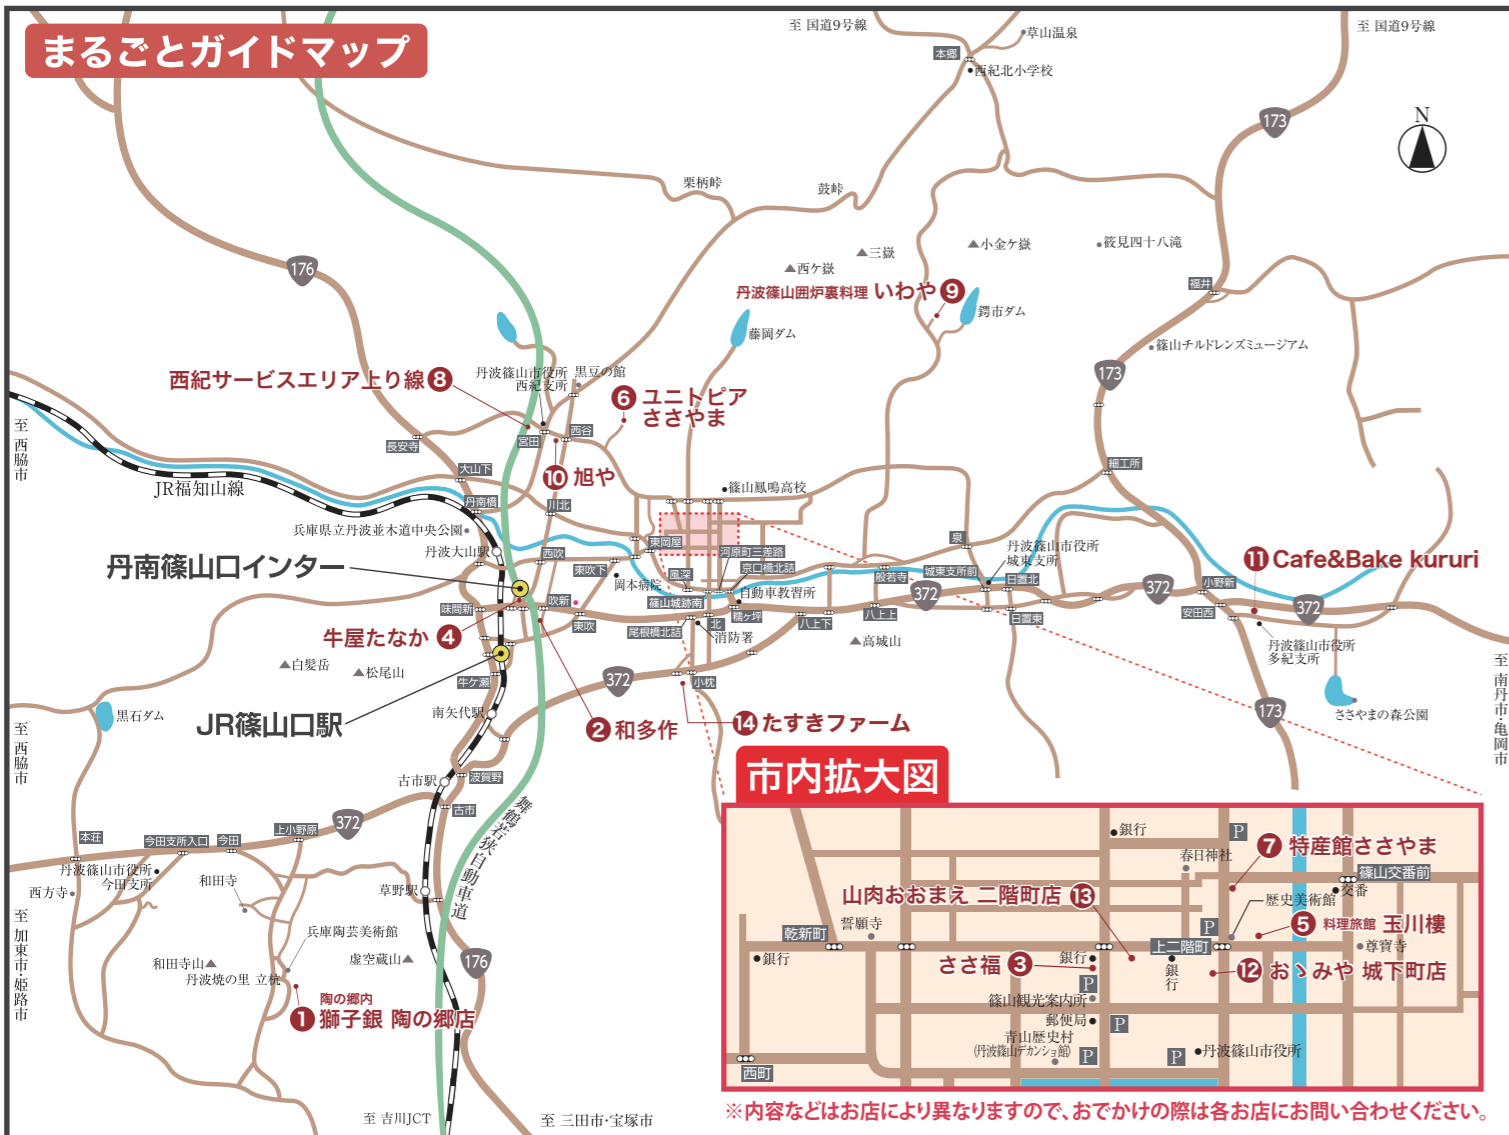 まるごとガイドマップ
至 国道9号線
至 国道9号線
草山温泉
本郷
西紀北小学校
173
N
栗柄峠
鼓峠
176
三嶽
小金ケ嶽
筱見四十八滝
西ケ嶽
福井
丹波篠山囲炉裏料理 いわや 9
鍔市ダム
藤岡ダム
篠山チルドレンズミュージアム
西紀サービスエリア上り線 8
丹波篠山市役所
西紀支所
黒豆の館
6 ユニトピア
ささやま
173
至 西脇市
長安寺
宮田
西谷
10 旭や
大山下
細工所
JR福知山線
丹南橋
川北
篠山鳳鳴高校
兵庫県立丹波並木道中央公園
丹波大山駅
西吹
東岡屋
河原町三差路
泉
丹波篠山市役所
城東支所
丹南篠山口インター
東吹下
岡本病院
風深
京口橋北詰
般若寺
城東支所前
日置北
11 Cafe&Bake kururi
372
372
372
小野新
味間新
吹新
篠山城跡南
自動車教習所
東吹
尾根橋北詰
北
糯ケ坪
八上下
八上上
日置東
安田西
牛屋たなか 4
消防署
高城山
丹波篠山市役所
多紀支所
白髪岳
松尾山
牛ケ瀬
372
小枕
至 南丹市・亀岡市
黒石ダム
南矢代駅
JR篠山口駅
2 和多作
14 たすきファーム
173
ささやまの森公園
至 西脇市
古市駅
波賀野
古市
舞鶴若狭自動車道
372
本荘
今田支所入口
今田
上小野原
丹波篠山市役所
今田支所
西方寺
和田寺
草野駅
至 加東市・姫路市
兵庫陶芸美術館
和田寺山
丹波焼の里 立杭
虚空蔵山
176
陶の郷内
1 獅子銀 陶の郷店
至 吉川JCT
至 三田市・宝塚市
市内拡大図
銀行
P
7 特産館ささやま
春日神社
篠山交番前
交番
山肉おおまえ 二階町店 13
歴史美術館
誓願寺
P
5 料理旅館 玉川樓
乾新町
上二階町
尊寳寺
銀行
ささ福 3
銀行
銀行
12 おゝみや 城下町店
P
篠山観光案内所
郵便局
P
青山歴史村
(丹波篠山デカンショ館)
P
P
丹波篠山市役所
西町
※内容などはお店により異なりますので、おでかけの際は各お店にお問い合わせください。